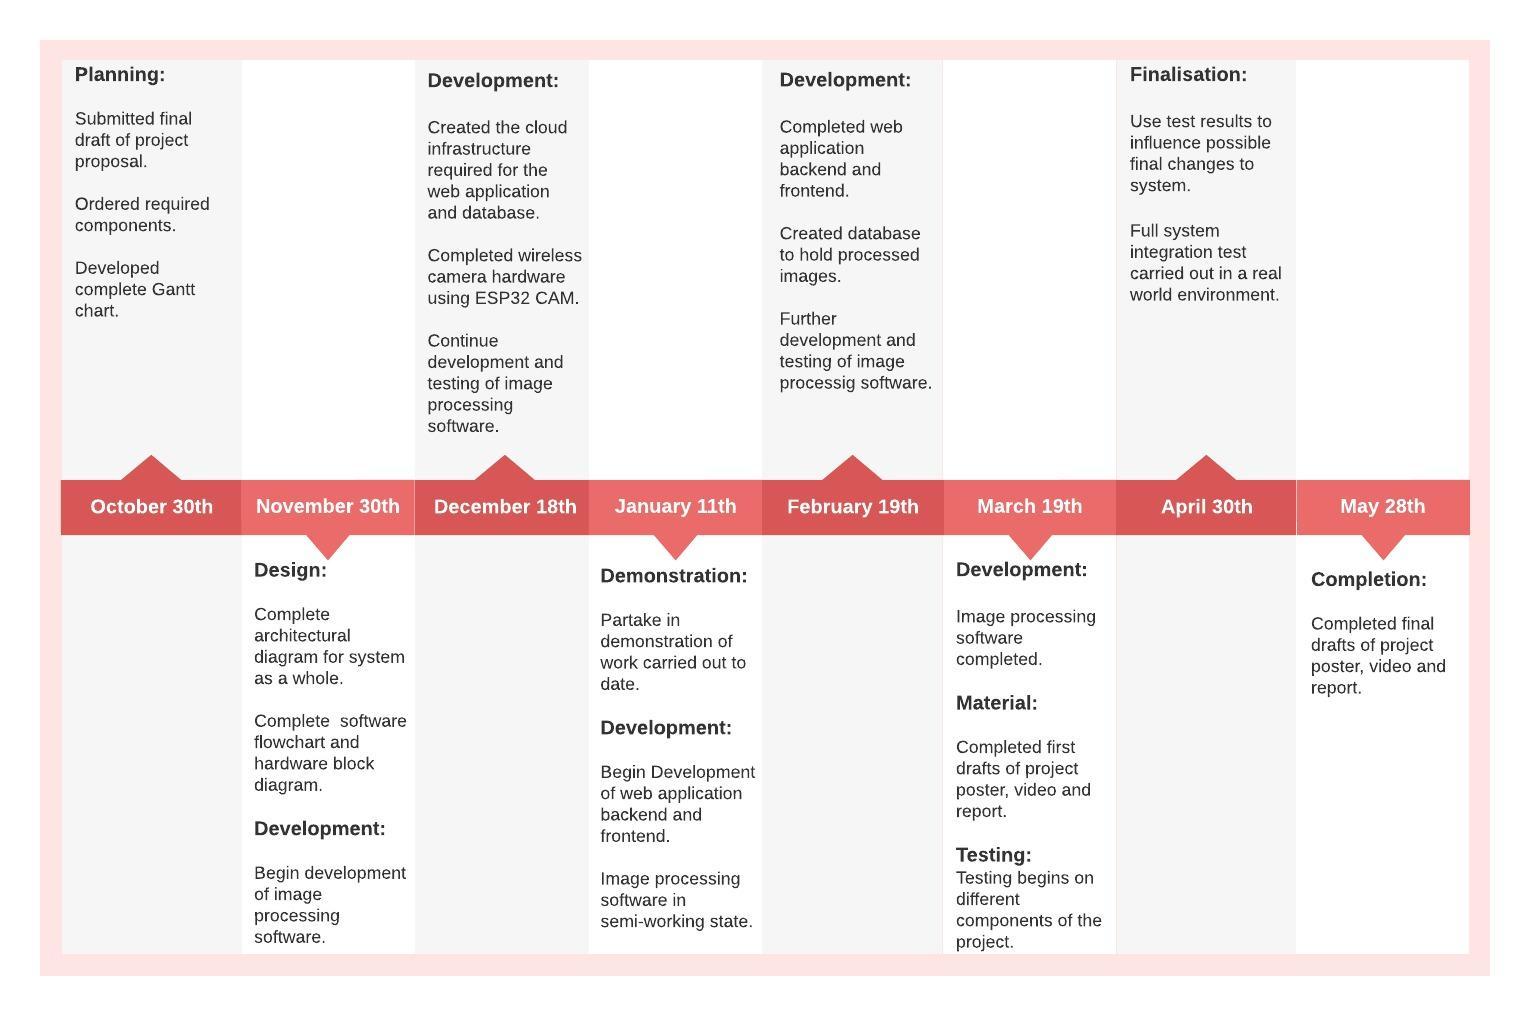 Planning:
Submitted final
draft of project
proposal.
Ordered required
components.
Developed
complete Gantt
chart.
Development:
Created the cloud
infrastructure
required for the
web application
and database.
Completed wireless
camera hardware
using ESP32 CAM.
Continue
development and
testing of image
processing
software.
Development:
Completed web
application
backend and
frontend.
Created database
to hold processed
images.
Further
development and
testing of image
processig software.
Finalisation:
Use test results to
influence possible
final changes to
system.
Full system
integration test
carried out in a real
world environment.
October 30th
November 30th
December 18th
January 11th
February 19th
March 19th
April 30th
May 28th
Design:
Complete
architectural
diagram for system
as a whole.
Complete  software
flowchart and
hardware block
diagram.
Development:
Begin development
of image
processing
software.
Demonstration:
Partake in
demonstration of
work carried out to
date.
Development:
Begin Development
of web application
backend and
frontend.
Image processing
software in
semi-working state.
Development:
Image processing
software
completed.
Material:
Completed first
drafts of project
poster, video and
report.
Testing:
Testing begins on
different
components of the
project.
Completion:
Completed final
drafts of project
poster, video and
report.